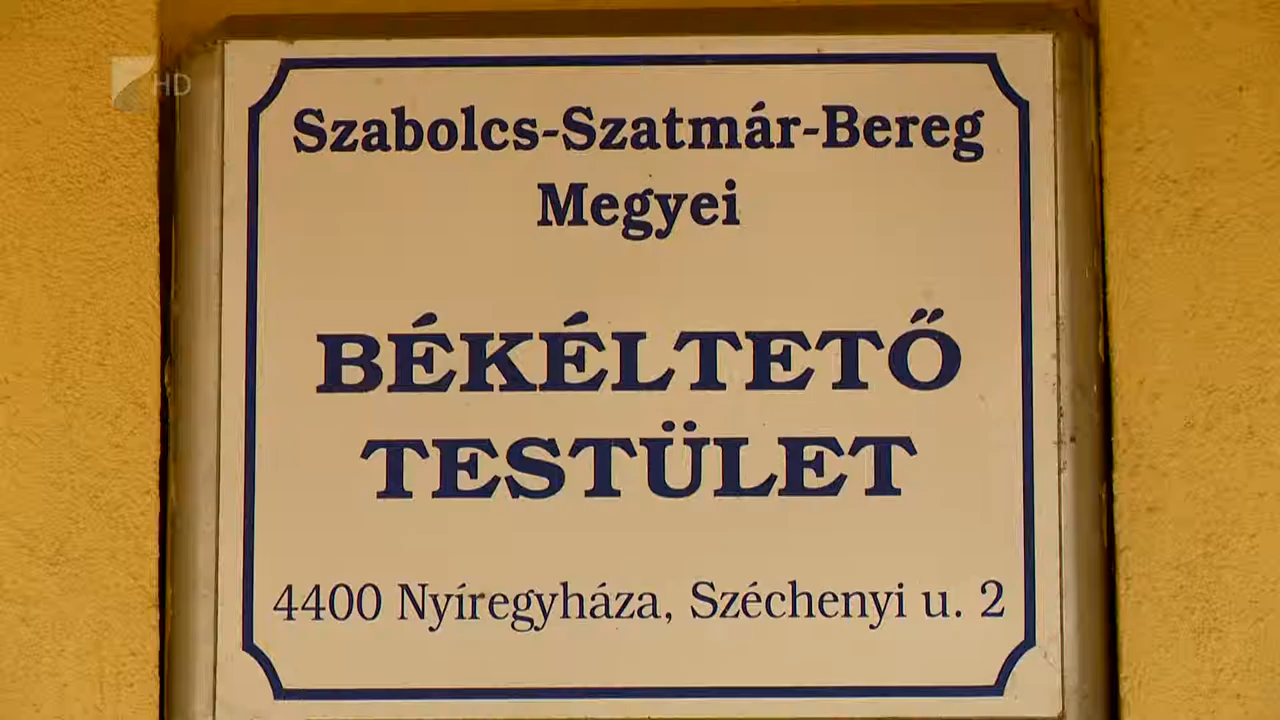 HD
Szabolcs-Szatmár-Bereg
Megyei
BÉKÉLTETŐ
TESTÜLET
4400 Nyíregyháza, Széchenyi u. 2